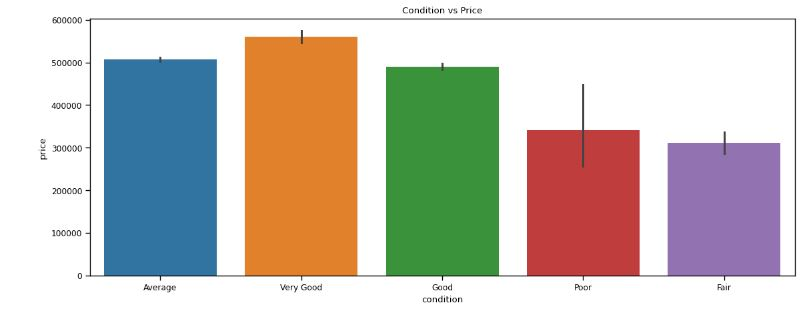 Condition vs Price
600000
500000
400000
300000
200000
100000
0
price
Average Very Good Good Poor Fair
condition